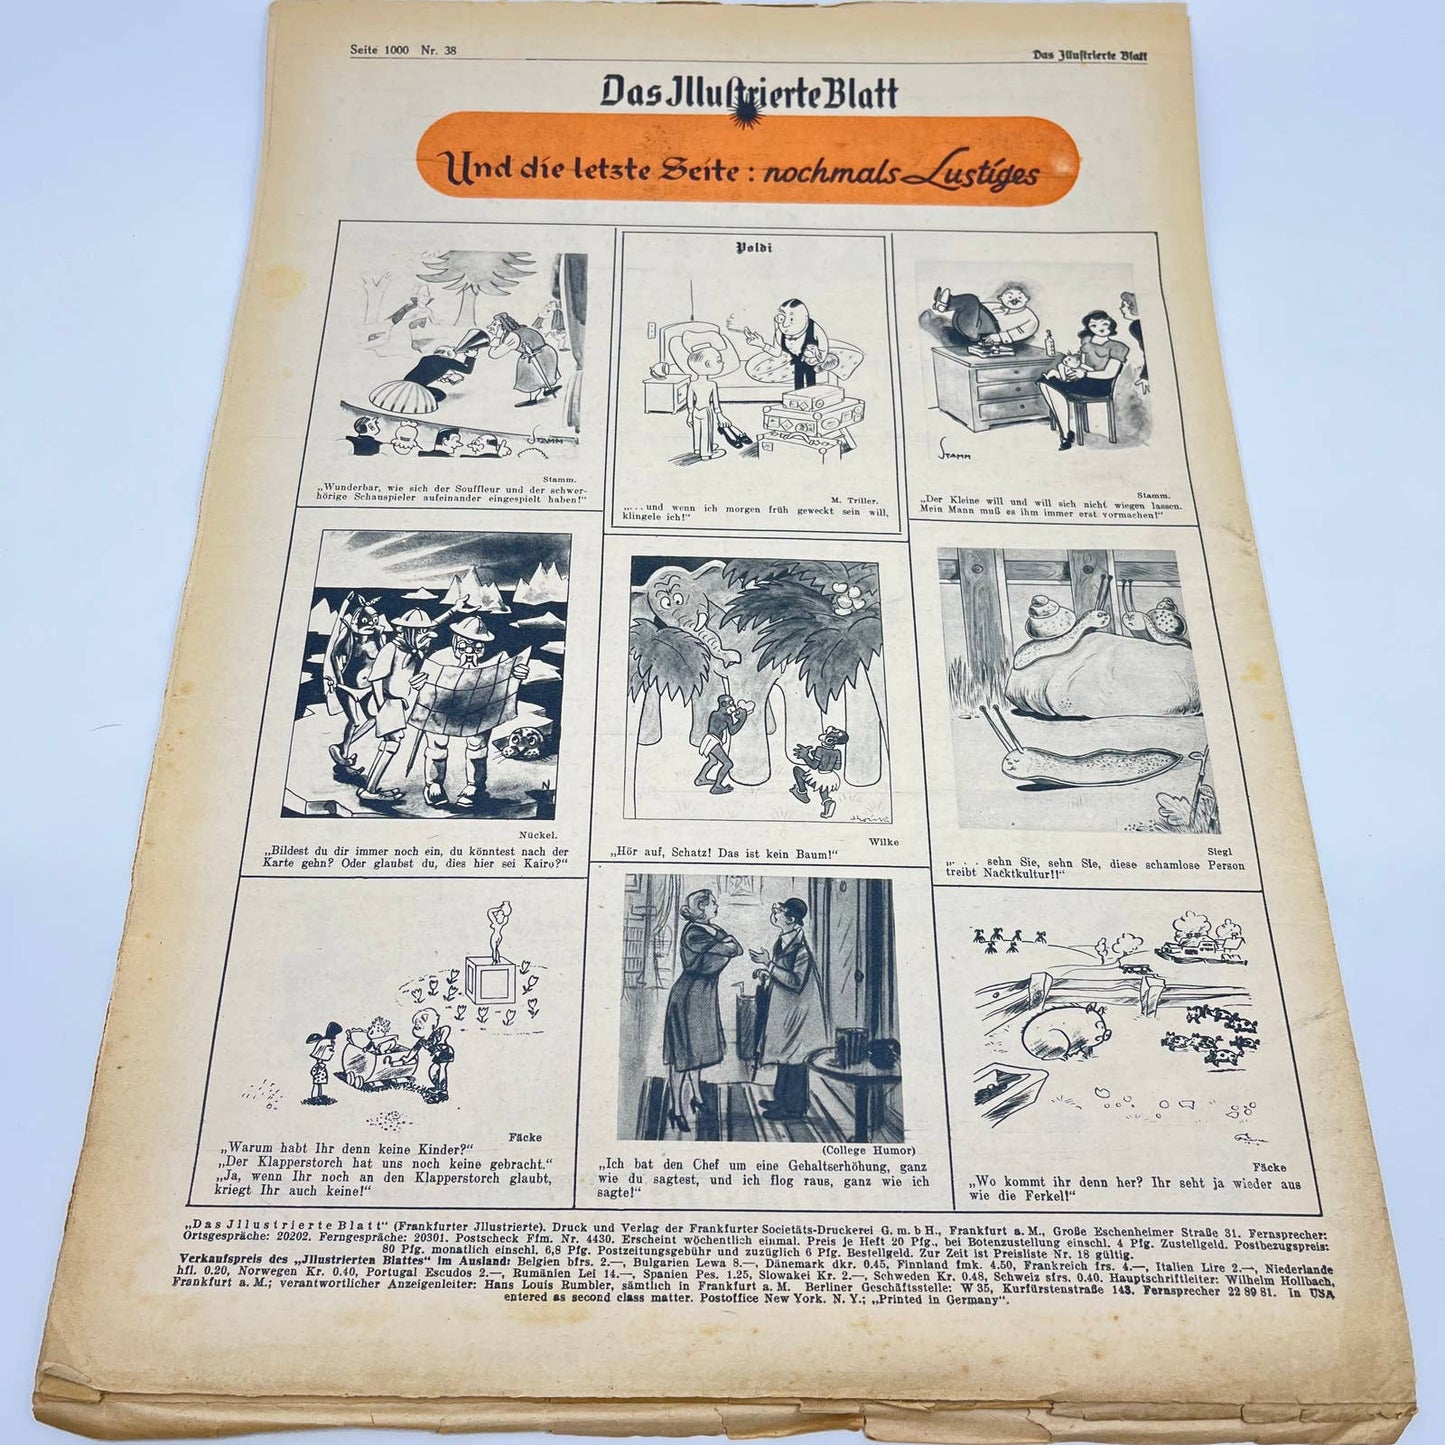 Seite 1000 Nr. 38
Das Jllustrierte Blatt
Das Jllustrierte Blatt
Und die letzte Seite: nochmals Lustiges
STAMM
Stamm.
„Wunderbar, wie sich der Souffleur und der schwer-
hörige Schauspieler aufeinander eingespielt haben!“
Poldi
M. Triller.
„... und wenn ich morgen früh geweckt sein will,
klingele ich!“
STAMM
Stamm.
„Der Kleine will und will sich nicht wiegen lassen.
Mein Mann muß es ihm immer erst vormachen!“
N
Nückel.
„Bildest du dir immer noch ein, du könntest nach der
Karte gehn? Oder glaubst du, dies hier sei Kairo?“
Wilke
„Hör auf, Schatz! Das ist kein Baum!“
Siegl
„. . . sehn Sie, sehn Sie, diese schamlose Person
treibt Nacktkultur!!“
Fäcke
„Warum habt Ihr denn keine Kinder?“
„Der Klapperstorch hat uns noch keine gebracht.“
„Ja, wenn Ihr noch an den Klapperstorch glaubt,
kriegt Ihr auch keine!“
(College Humor)
„Ich bat den Chef um eine Gehaltserhöhung, ganz
wie du sagtest, und ich flog raus, ganz wie ich
sagte!“
Fäcke
„Wo kommt ihr denn her? Ihr seht ja wieder aus
wie die Ferkel!“
„Das Jllustrierte Blatt“ (Frankfurter Jllustrierte). Druck und Verlag der Frankfurter Societäts-Druckerei G. m. b H., Frankfurt a. M., Große Eschenheimer Straße 31. Fernsprecher:
Ortsgespräche: 20202. Ferngespräche: 20301. Postscheck Ffm. Nr. 4430. Erscheint wöchentlich einmal. Preis je Heft 20 Pfg., bei Botenzustellung einschl. 4 Pfg. Zustellgeld. Postbezugspreis:
80 Pfg. monatlich einschl. 6,8 Pfg. Postzeitungsgebühr und zuzüglich 6 Pfg. Bestellgeld. Zur Zeit ist Preisliste Nr. 18 gültig.
Verkaufspreis des „Jllustrierten Blattes“ im Ausland: Belgien bfrs. 2.—, Bulgarien Lewa 8.—, Dänemark dkr. 0.45, Finnland fmk. 4.50, Frankreich frs. 4.—, Italien Lire 2.—, Niederlande
hfl. 0.20, Norwegen Kr. 0.40, Portugal Escudos 2.—, Rumänien Lei 14.—, Spanien Pes. 1.25, Slowakei Kr. 2.—, Schweden Kr. 0.48, Schweiz sfrs. 0.40. Hauptschriftleiter: Wilhelm Hollbach,
Frankfurt a. M.; verantwortlicher Anzeigenleiter: Hans Louis Rumbler, sämtlich in Frankfurt a. M. Berliner Geschäftsstelle: W 35, Kurfürstenstraße 143. Fernsprecher 22 89 81. In USA
entered as second class matter. Postoffice New York. N. Y.; „Printed in Germany“.